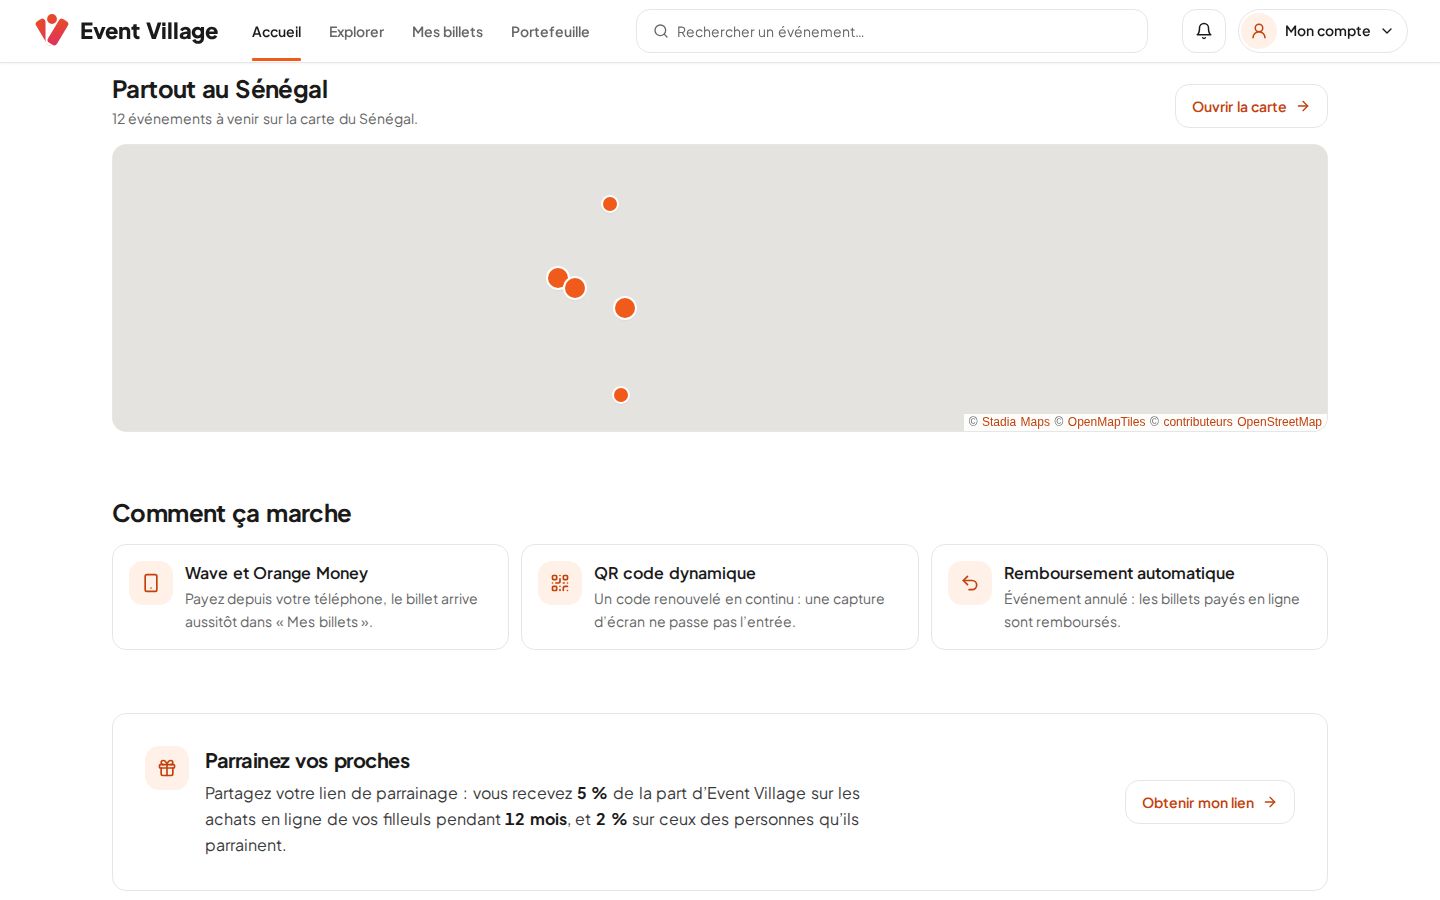 Event Village
Accueil
Explorer
Mes billets
Portefeuille
Rechercher un événement…
Mon compte
Partout au Sénégal
12 événements à venir sur la carte du Sénégal.
Ouvrir la carte
© Stadia Maps © OpenMapTiles © contributeurs OpenStreetMap
Comment ça marche
Wave et Orange Money
Payez depuis votre téléphone, le billet arrive
aussitôt dans « Mes billets ».
QR code dynamique
Un code renouvelé en continu : une capture
d’écran ne passe pas l’entrée.
Remboursement automatique
Événement annulé : les billets payés en ligne
sont remboursés.
Parrainez vos proches
Partagez votre lien de parrainage : vous recevez 5 % de la part d’Event Village sur les
achats en ligne de vos filleuls pendant 12 mois, et 2 % sur ceux des personnes qu’ils
parrainent.
Obtenir mon lien